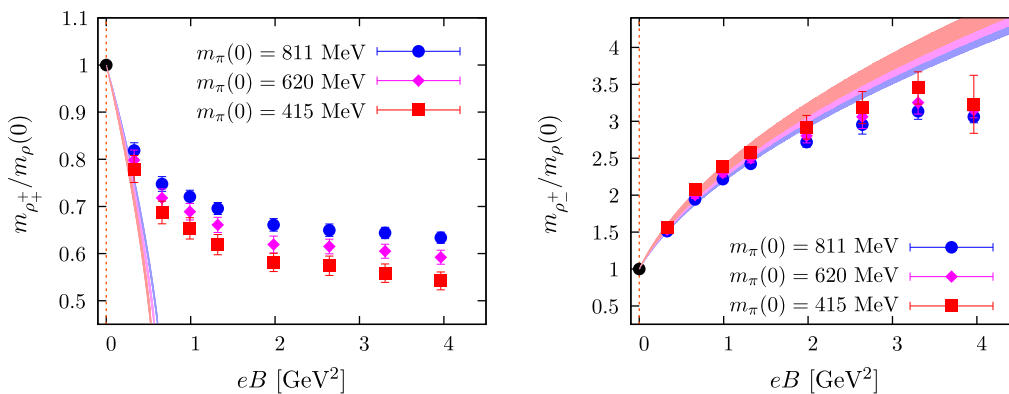 1.1
1
0.9
0.8
0.7
0.6
0.5
0
1
2
3
4
m_{ρ^+_+}/m_ρ(0)
eB [GeV²]
m_π(0) = 811 MeV
m_π(0) = 620 MeV
m_π(0) = 415 MeV
4
3.5
3
2.5
2
1.5
1
0.5
0
1
2
3
4
m_{ρ^+_-}/m_ρ(0)
eB [GeV²]
m_π(0) = 811 MeV
m_π(0) = 620 MeV
m_π(0) = 415 MeV